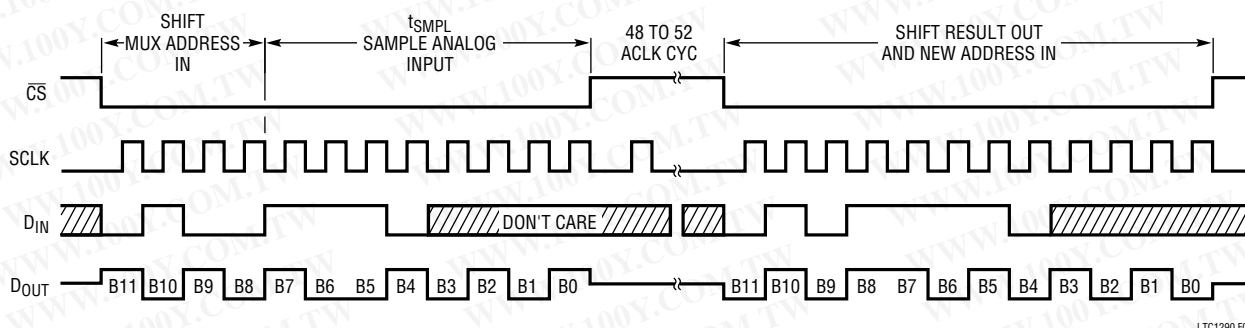 SHIFT
MUX ADDRESS
IN
tSMPL
SAMPLE ANALOG
INPUT
48 TO 52
ACLK CYC
SHIFT RESULT OUT
AND NEW ADDRESS IN
CS
SCLK
DIN
DON'T CARE
DOUT
B11 B10 B9 B8 B7 B6 B5 B4 B3 B2 B1 B0
B11 B10 B9 B8 B7 B6 B5 B4 B3 B2 B1 B0
WWW.100Y.COM.TW